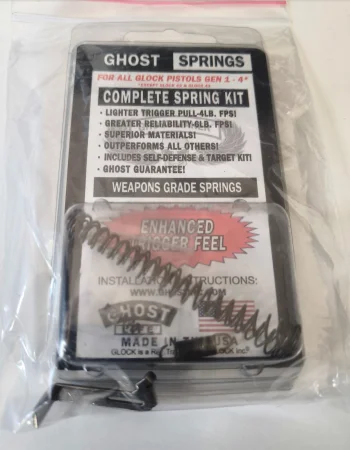 GHOST SPRINGS
FOR ALL GLOCK PISTOLS GEN 1 - 4*
COMPLETE SPRING KIT
• LIGHTER TRIGGER PULL-4LB. FPS!
• GREATER RELIABILITY-6LB. FPS!
• SUPERIOR MATERIALS!
• OUTPERFORMS ALL OTHERS!
• INCLUDES SELF-DEFENSE & TARGET KIT!
• GHOST GUARANTEE!
WEAPONS GRADE SPRINGS
ENHANCED
TRIGGER FEEL
INSTALLATION INSTRUCTIONS:
GHOST
MADE IN THE USA